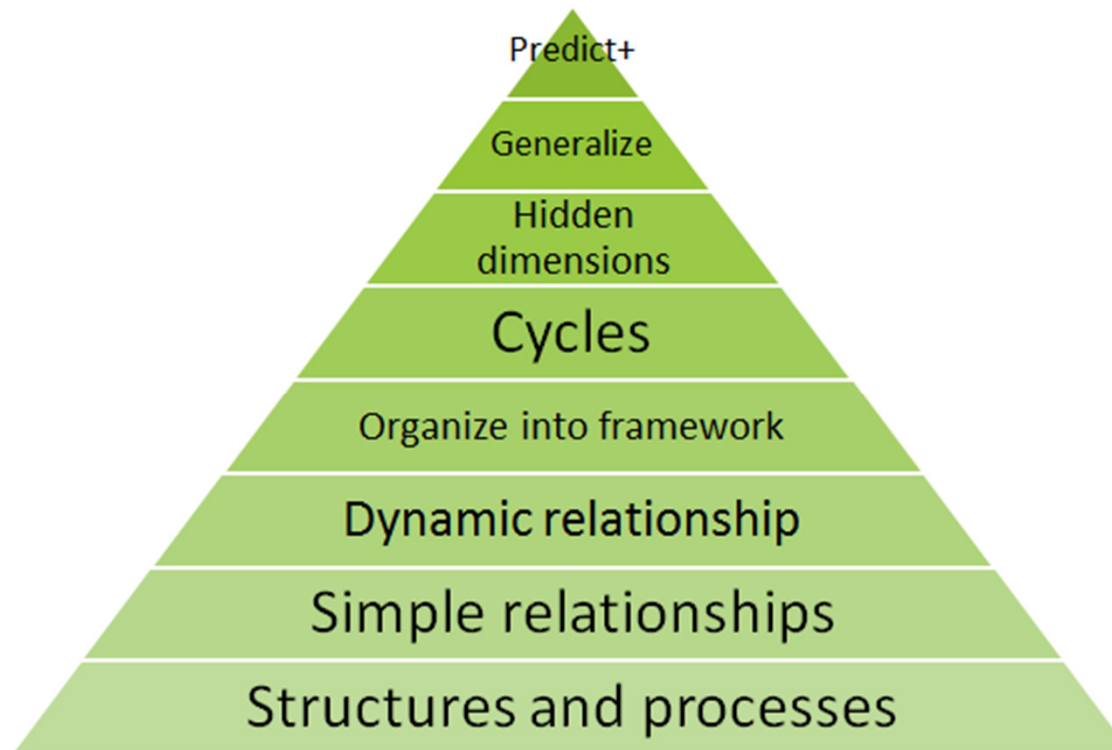 Predict+
Generalize
Hidden
dimensions
Cycles
Organize into framework
Dynamic relationship
Simple relationships
Structures and processes